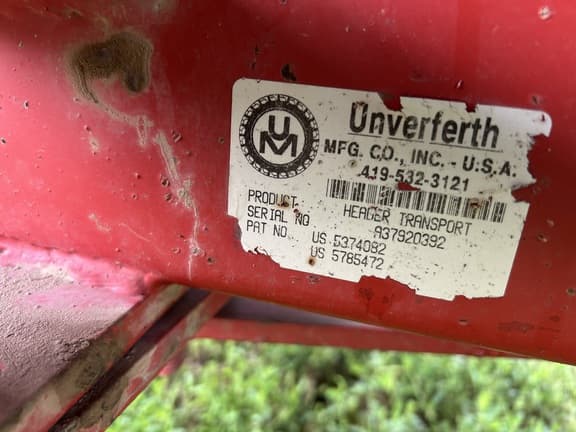 UM
Unverferth
MFG. CO., INC. - U.S.A.
419-532-3121
PRODUCT: HEADER TRANSPORT
SERIAL NO A37920392
PAT NO. US 5374082
US 5785472